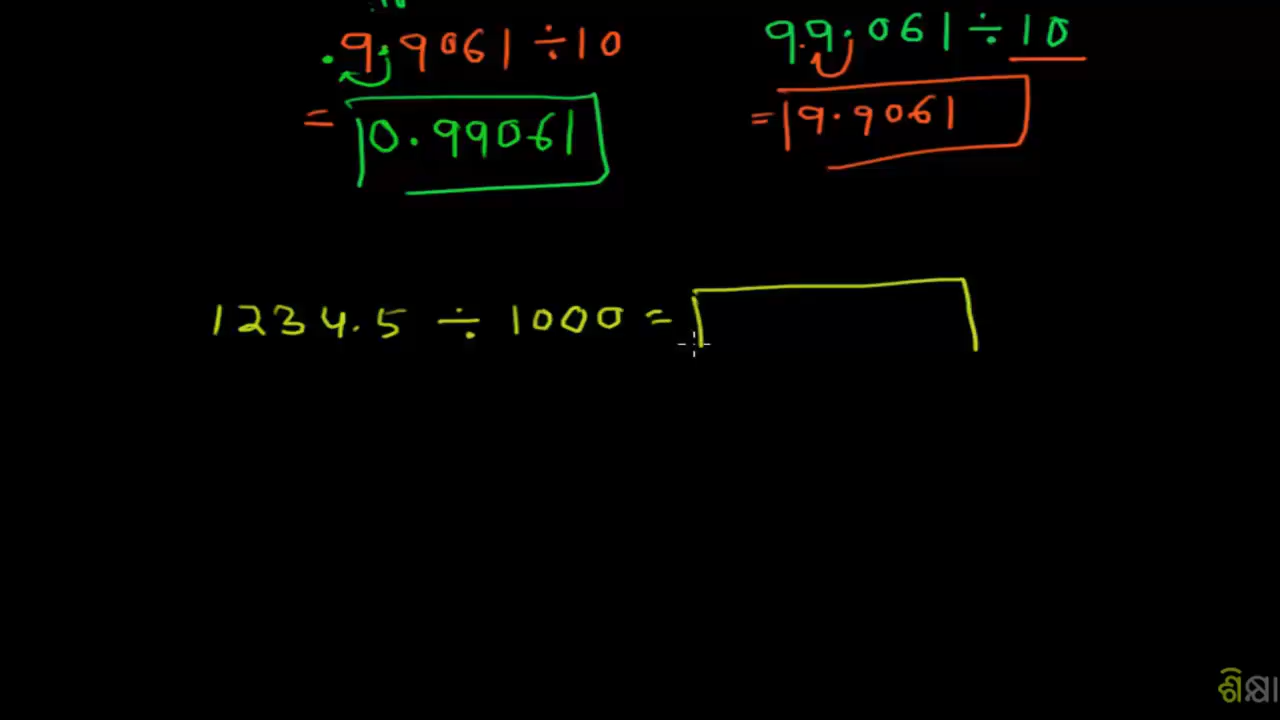 9.9061 ÷ 10
= 0.99061
99.061 ÷ 10
= 9.9061
1234.5 ÷ 1000 =
ଶିକ୍ଷା